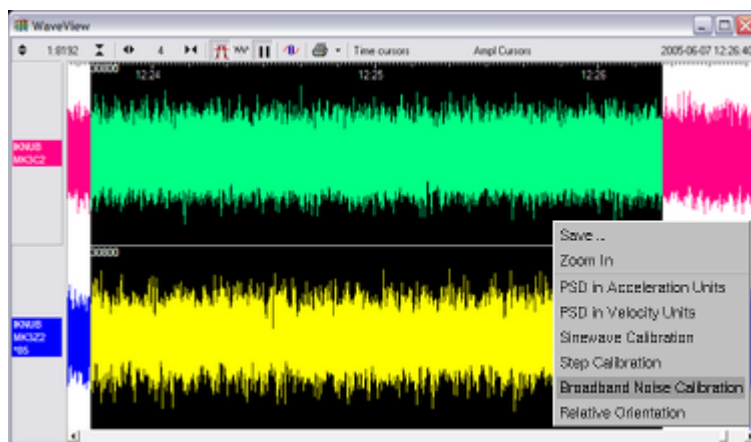 WaveView
1:8192 4 Time cursors Ampl Cursors 2005-06-07 12:26:40
12:24 12:25 12:26
KNUB
MK3C2
Save...
Zoom In
PSD in Acceleration Units
PSD in Velocity Units
Sinewave Calibration
Step Calibration
Broadband Noise Calibration
Relative Orientation
KNUB
MK3Z2